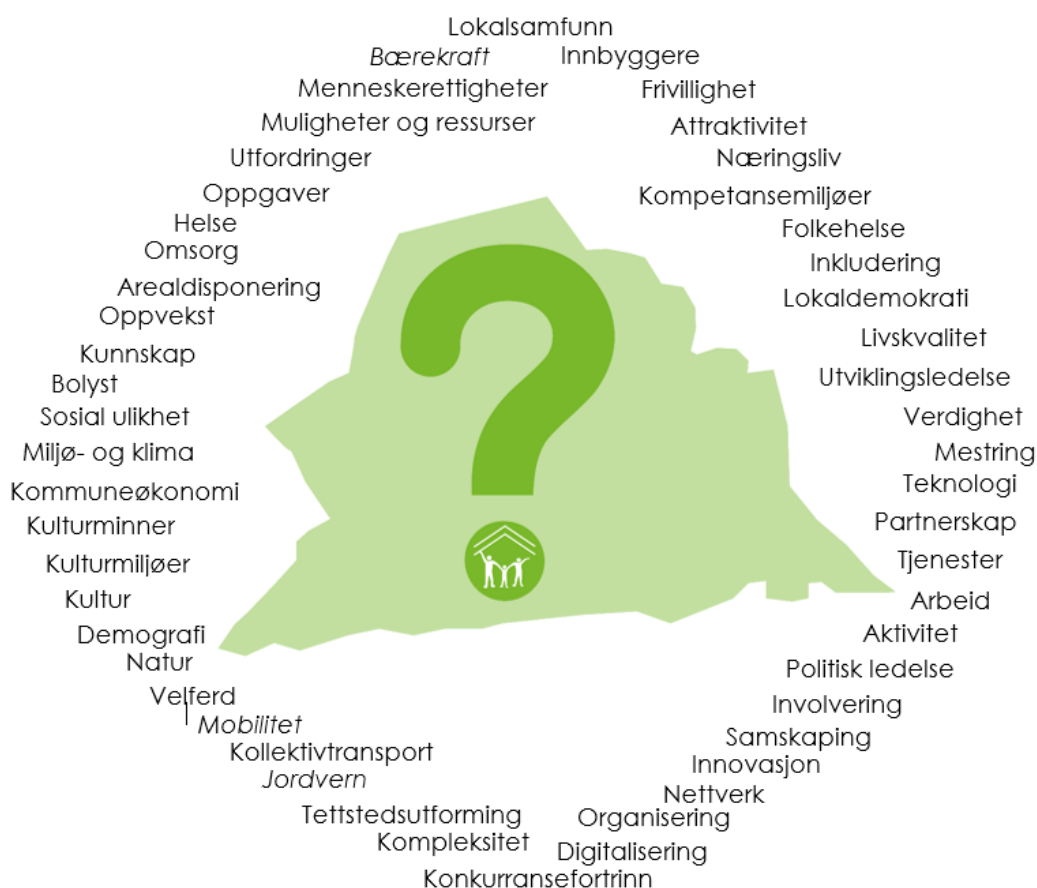 Lokalsamfunn
Bærekraft
Innbyggere
Menneskerettigheter
Frivillighet
Muligheter og ressurser
Attraktivitet
Utfordringer
Næringsliv
Oppgaver
Kompetansemiljøer
Helse
Folkehelse
Omsorg
Inkludering
Arealdisponering
Lokaldemokrati
Oppvekst
Livskvalitet
Kunnskap
Utviklingsledelse
Bolyst
Sosial ulikhet
Verdighet
Miljø- og klima
Mestring
Kommuneøkonomi
Teknologi
Kulturminner
Partnerskap
Kulturmiljøer
Tjenester
Kultur
Arbeid
Demografi
Aktivitet
Natur
Politisk ledelse
Velferd
Involvering
Mobilitet
Samskaping
Kollektivtransport
Innovasjon
Jordvern
Nettverk
Tettstedsutforming
Organisering
Kompleksitet
Digitalisering
Konkurransefortrinn
?